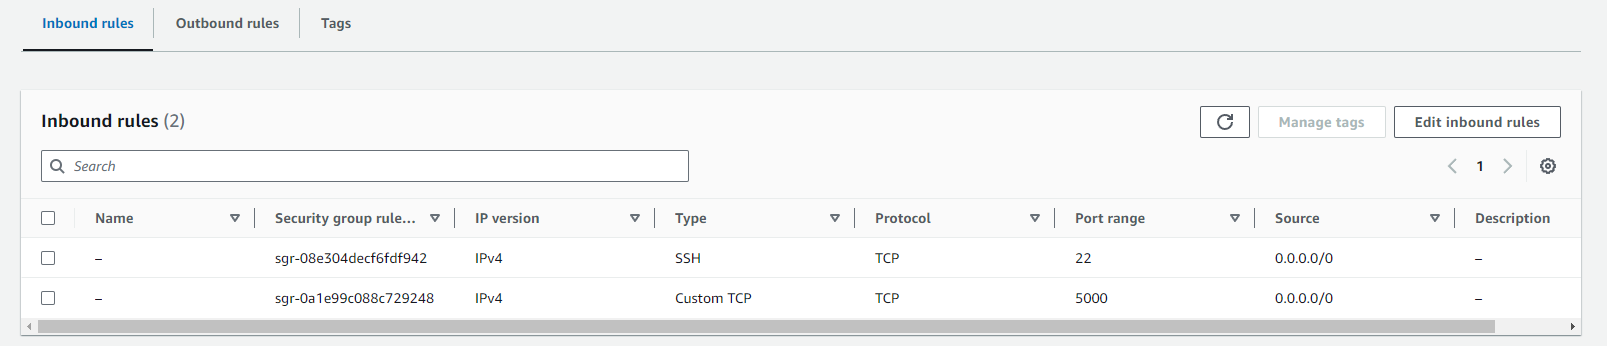 Inbound rules Outbound rules Tags
Inbound rules (2) Manage tags Edit inbound rules
Search 1
Name Security group rule... IP version Type Protocol Port range Source Description
– sgr-08e304decf6fdf942 IPv4 SSH TCP 22 0.0.0.0/0 –
– sgr-0a1e99c088c729248 IPv4 Custom TCP TCP 5000 0.0.0.0/0 –